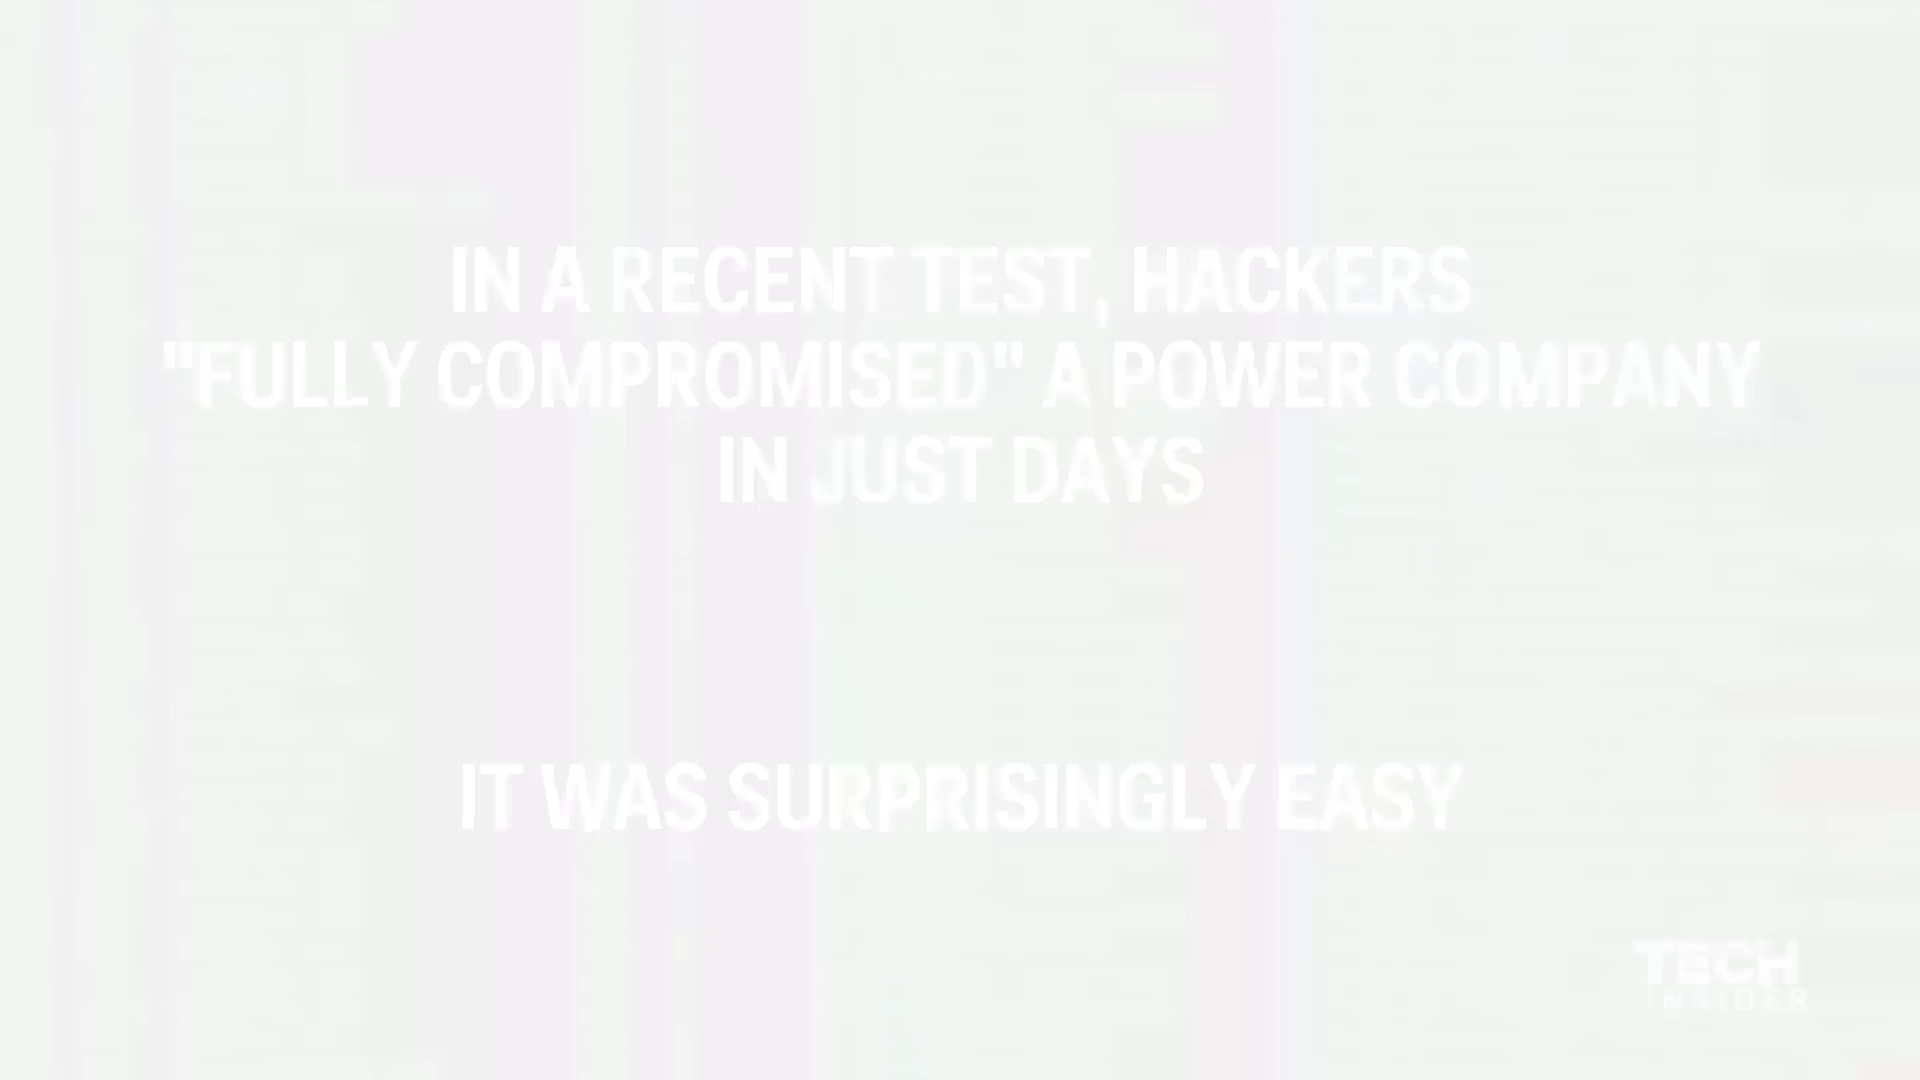 IN A RECENT TEST, HACKERS
"FULLY COMPROMISED" A POWER COMPANY
IN JUST DAYS
IT WAS SURPRISINGLY EASY
TECH
INSIDER